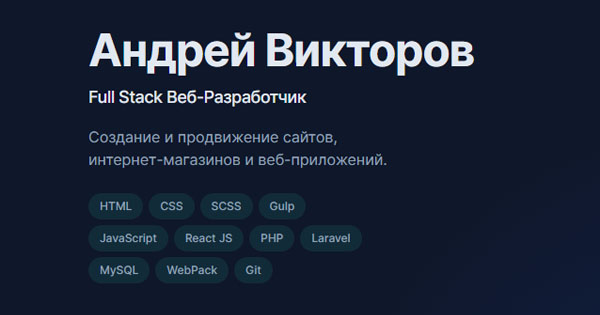 Андрей Викторов
Full Stack Веб-Разработчик
Создание и продвижение сайтов,
интернет-магазинов и веб-приложений.
HTML CSS SCSS Gulp
JavaScript React JS PHP Laravel
MySQL WebPack Git